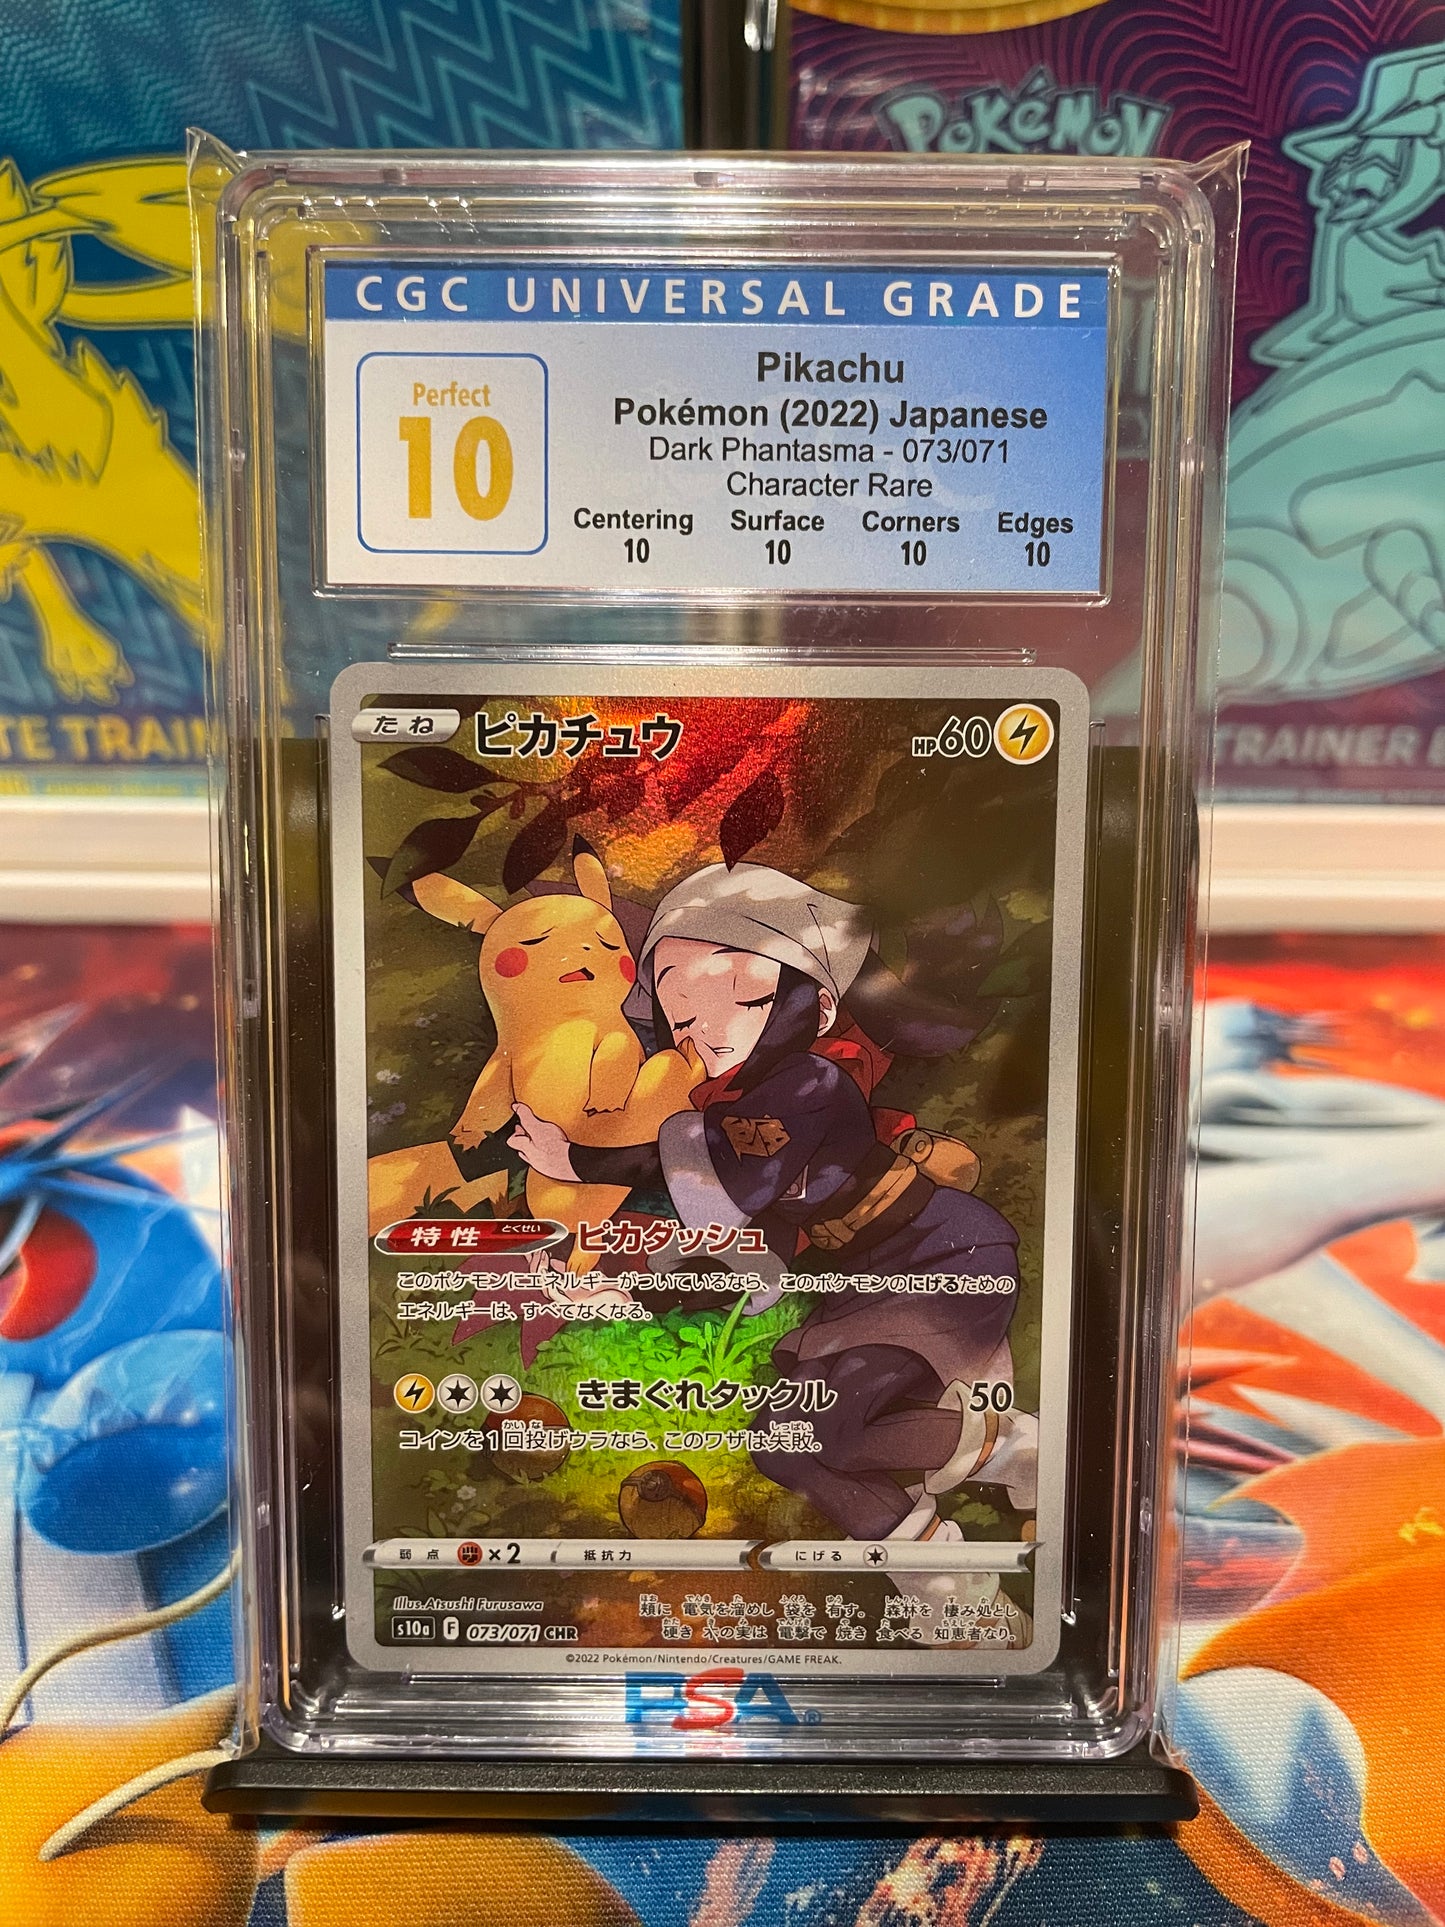 POKÉMON
CGC UNIVERSAL GRADE
Perfect
10
Pikachu
Pokémon (2022) Japanese
Dark Phantasma - 073/071
Character Rare
Centering Surface Corners Edges
10 10 10 10
TE TRAIN
TRAINER
たね ピカチュウ HP60
特性 とくせい ピカダッシュ
このポケモンにエネルギーがついているなら、このポケモンのにげるための
エネルギーは、すべてなくなる。
きまぐれタックル 50
コインを1回投げウラなら、このワザは失敗。
弱点 ×2 抵抗力 にげる
Illus.Atsushi Furusawa
頬に 電気を溜めし 袋を 有す。 森林を 棲み処とし
s10a F 073/071 CHR
硬き 木の実は 電撃で 焼き 食べる 知恵者なり。
©2022 Pokémon/Nintendo/Creatures/GAME FREAK.
PSA®